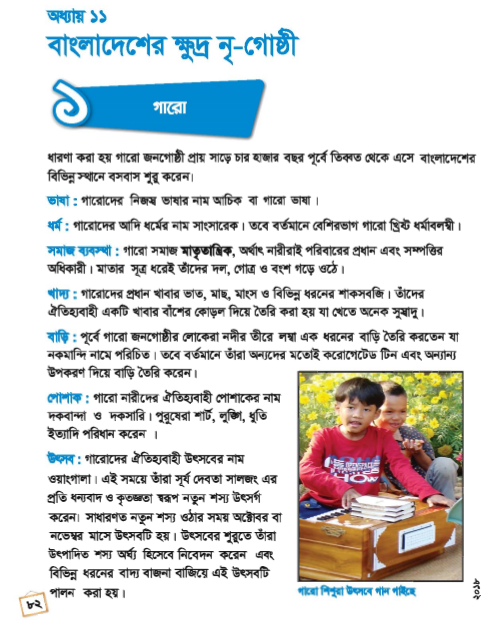 অধ্যায় ১১
বাংলাদেশের ক্ষুদ্র নৃ-গোষ্ঠী
১
গারো
ধারণা করা হয় গারো জনগোষ্ঠী প্রায় সাড়ে চার হাজার বছর পূর্বে তিব্বত থেকে এসে বাংলাদেশের
বিভিন্ন স্থানে বসবাস শুরু করেন।
ভাষা : গারোদের নিজস্ব ভাষার নাম আচিক বা গারো ভাষা ।
ধর্ম : গারোদের আদি ধর্মের নাম সাংসারেক। তবে বর্তমানে বেশিরভাগ গারো খ্রিষ্ট ধর্মাবলম্বী।
সমাজ ব্যবস্থা : গারো সমাজ মাতৃতান্ত্রিক, অর্থাৎ নারীরাই পরিবারের প্রধান এবং সম্পত্তির
অধিকারী। মাতার সূত্র ধরেই তাঁদের দল, গোত্র ও বংশ গড়ে ওঠে।
খাদ্য : গারোদের প্রধান খাবার ভাত, মাছ, মাংস ও বিভিন্ন ধরনের শাকসবজি। তাঁদের
ঐতিহ্যবাহী একটি খাবার বাঁশের কোড়ল দিয়ে তৈরি করা হয় যা খেতে অনেক সুস্বাদু।
বাড়ি : পূর্বে গারো জনগোষ্ঠীর লোকেরা নদীর তীরে লম্বা এক ধরনের বাড়ি তৈরি করতেন যা
নকমান্দি নামে পরিচিত। তবে বর্তমানে তাঁরা অন্যদের মতোই করোগেটেড টিন এবং অন্যান্য
উপকরণ দিয়ে বাড়ি তৈরি করেন।
পোশাক : গারো নারীদের ঐতিহ্যবাহী পোশাকের নাম
দকবান্দা ও দকসারি। পুরুষেরা শার্ট, লুঙ্গি, ধুতি
ইত্যাদি পরিধান করেন ।
উৎসব : গারোদের ঐতিহ্যবাহী উৎসবের নাম
ওয়াংগালা। এই সময়ে তাঁরা সূর্য দেবতা সালজং এর
প্রতি ধন্যবাদ ও কৃতজ্ঞতা স্বরূপ নতুন শস্য উৎসর্গ
করেন। সাধারণত নতুন শস্য ওঠার সময় অক্টোবর বা
নভেম্বর মাসে উৎসবটি হয়। উৎসবের শুরুতে তাঁরা
উৎপাদিত শস্য অর্ঘ্য হিসেবে নিবেদন করেন এবং
বিভিন্ন ধরনের বাদ্য বাজনা বাজিয়ে এই উৎসবটি
পালন করা হয়।
গারো শিশুরা উৎসবে গান গাইছে
৮২
২০১৮